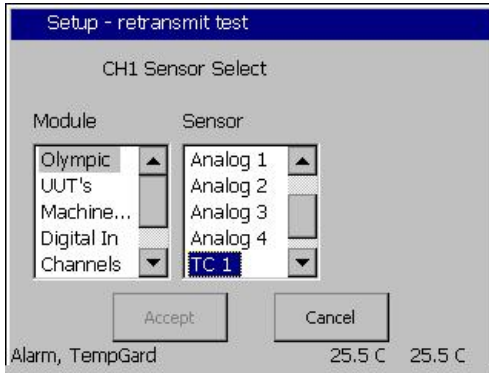 Setup - retransmit test
CH1 Sensor Select
Module Sensor
Olympic Analog 1
UUT's Analog 2
Machine... Analog 3
Digital In Analog 4
Channels TC 1
Accept Cancel
Alarm, TempGard 25.5 C 25.5 C